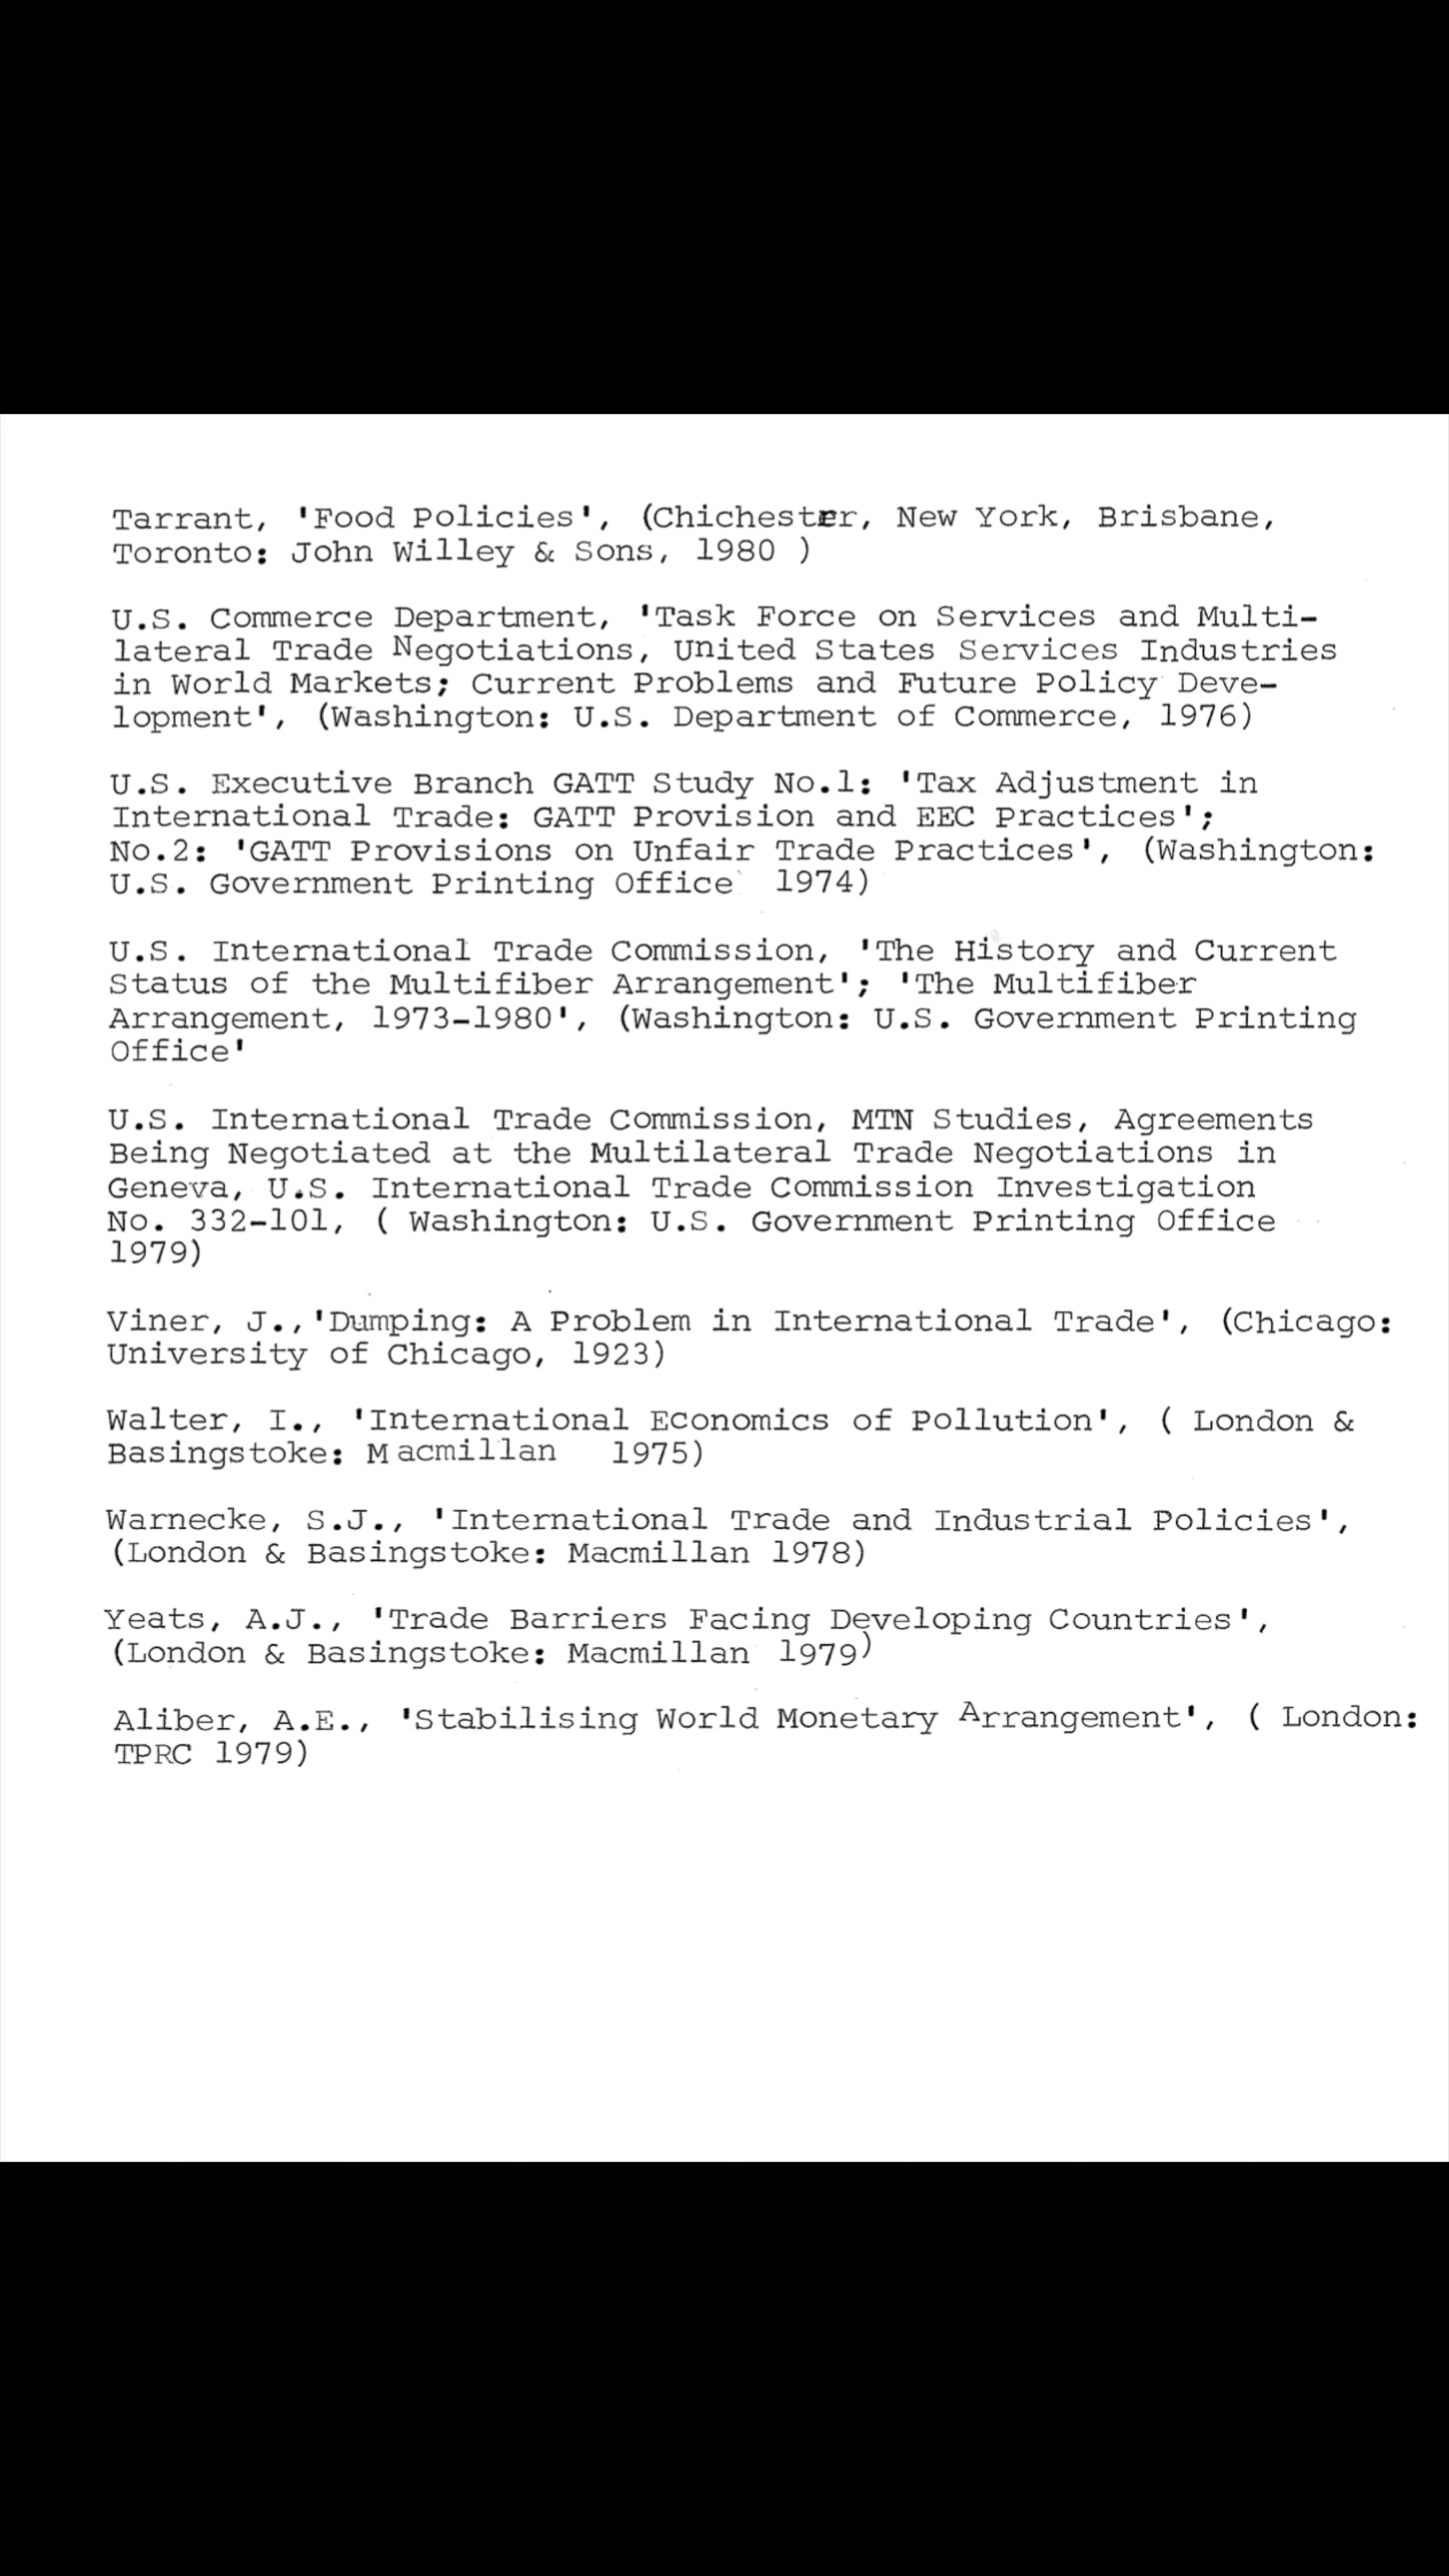 Tarrant, 'Food Policies', (Chichester, New York, Brisbane,
Toronto: John Willey & Sons, 1980 )
U.S. Commerce Department, 'Task Force on Services and Multi-
lateral Trade Negotiations, United States Services Industries
in World Markets; Current Problems and Future Policy Deve-
lopment', (Washington: U.S. Department of Commerce, 1976)
U.S. Executive Branch GATT Study No.1: 'Tax Adjustment in
International Trade: GATT Provision and EEC Practices';
No.2: 'GATT Provisions on Unfair Trade Practices', (Washington:
U.S. Government Printing Office 1974)
U.S. International Trade Commission, 'The History and Current
Status of the Multifiber Arrangement'; 'The Multifiber
Arrangement, 1973-1980', (Washington: U.S. Government Printing
Office'
U.S. International Trade Commission, MTN Studies, Agreements
Being Negotiated at the Multilateral Trade Negotiations in
Geneva, U.S. International Trade Commission Investigation
No. 332-101, ( Washington: U.S. Government Printing Office
1979)
Viner, J.,'Dumping: A Problem in International Trade', (Chicago:
University of Chicago, 1923)
Walter, I., 'International Economics of Pollution', ( London &
Basingstoke: Macmillan 1975)
Warnecke, S.J., 'International Trade and Industrial Policies',
(London & Basingstoke: Macmillan 1978)
Yeats, A.J., 'Trade Barriers Facing Developing Countries',
(London & Basingstoke: Macmillan 1979)
Aliber, A.E., 'Stabilising World Monetary Arrangement', ( London:
TPRC 1979)